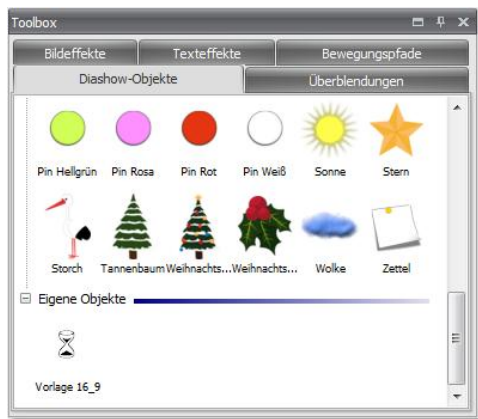 Toolbox
Bildeffekte Texteffekte Bewegungspfade
Diashow-Objekte Überblendungen
Pin Hellgrün Pin Rosa Pin Rot Pin Weiß Sonne Stern
Storch Tannenbaum Weihnachts... Weihnachts... Wolke Zettel
Eigene Objekte
Vorlage 16_9